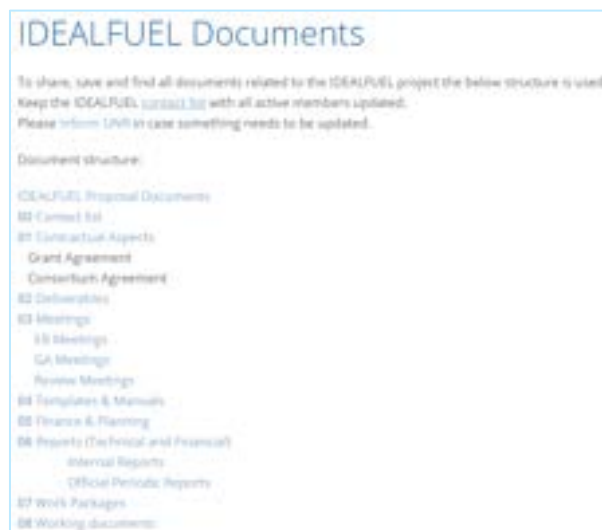 IDEALFUEL Documents
To share, save and find all documents related to the IDEALFUEL project the below structure is used
Keep the IDEALFUEL contact list with all active members updated.
Please inform UNR in case something needs to be updated.
Document structure:
IDEALFUEL Proposal Documents
00 Contact list
01 Contractual Aspects
Grant Agreement
Consortium Agreement
02 Deliverables
03 Meetings
EB Meetings
GA Meetings
Review Meetings
04 Templates & Manuals
05 Finance & Planning
06 Reports (Technical and Financial)
Internal Reports
Official Periodic Reports
07 Work Packages
08 Working documents